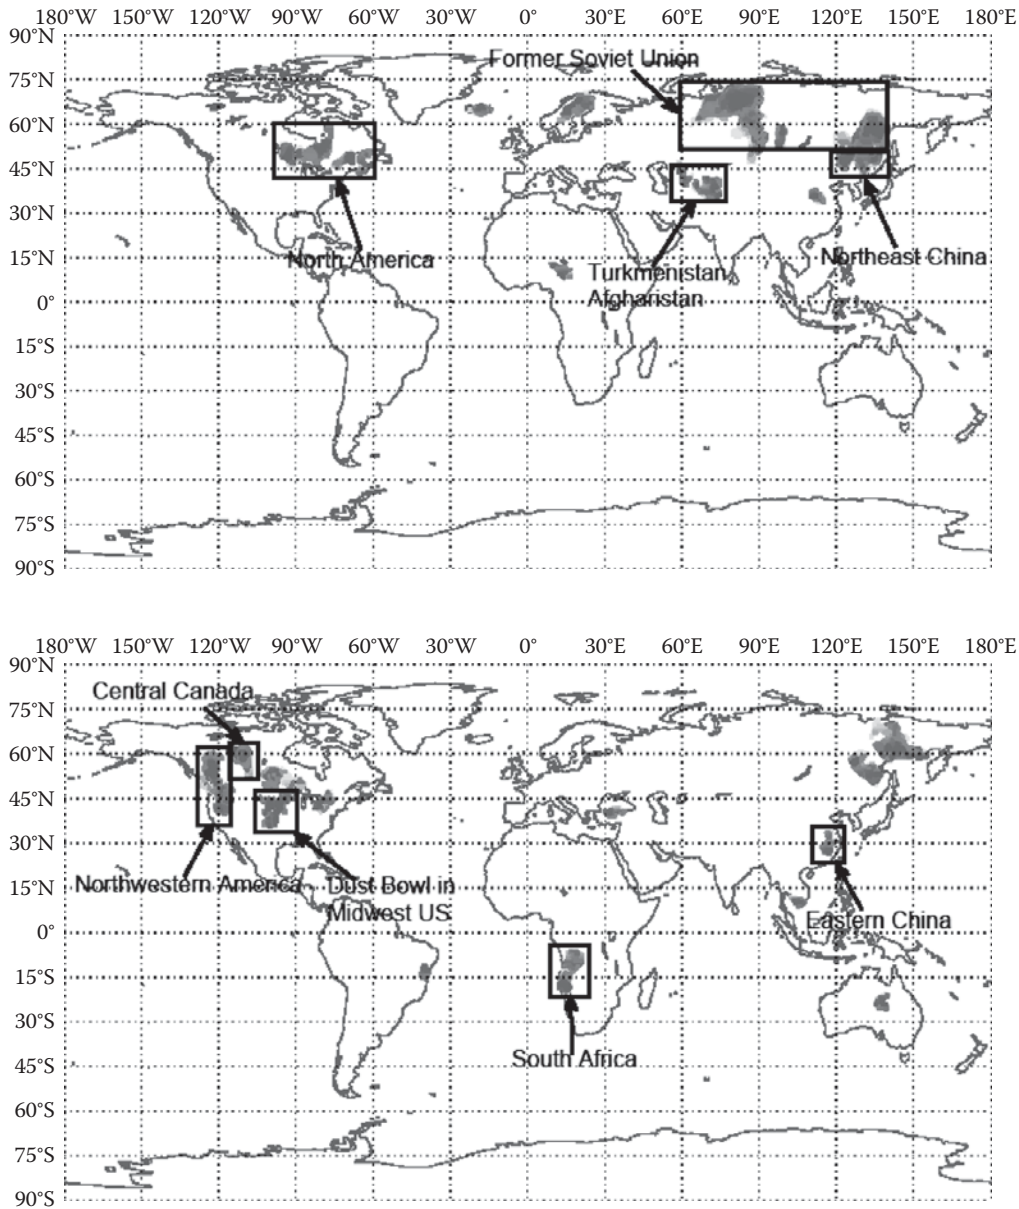 180°W 150°W 120°W 90°W 60°W 30°W 0° 30°E 60°E 90°E 120°E 150°E 180°E
90°N
Former Soviet Union
75°N
60°N
45°N
30°N
15°N
North America
Northeast China
Turkmenistan
Afgharistan
0°
15°S
30°S
45°S
60°S
75°S
90°S
180°W 150°W 120°W 90°W 60°W 30°W 0° 30°E 60°E 90°E 120°E 150°E 180°E
90°N
Central Canada
75°N
60°N
45°N
30°N
15°N
Northwestern America
Dust Bowl in
Midwest US
Eastern China
0°
15°S
30°S
South Africa
45°S
60°S
75°S
90°S